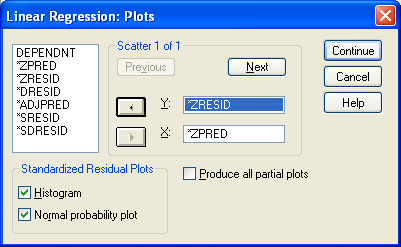 Linear Regression: Plots
DEPENDNT
*ZPRED
*ZRESID
*DRESID
*ADJPRED
*SRESID
*SDRESID
Scatter 1 of 1
Previous
Next
Y:
*ZRESID
X:
*ZPRED
Continue
Cancel
Help
Standardized Residual Plots
Histogram
Normal probability plot
Produce all partial plots